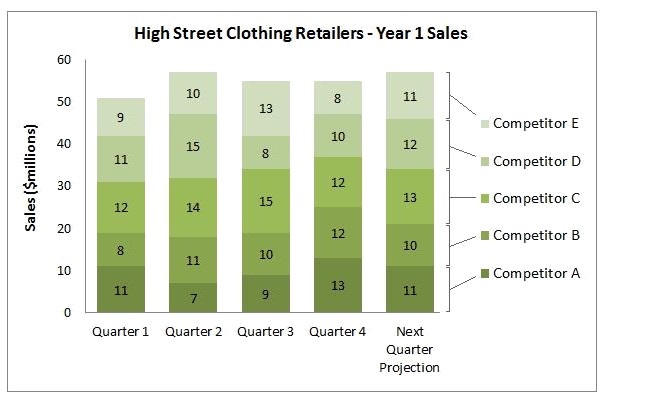 High Street Clothing Retailers - Year 1 Sales
Sales ($millions)
60
50
40
30
20
10
0
9
11
12
8
11
10
15
14
11
7
13
8
15
10
9
8
10
12
12
13
11
12
13
10
11
Quarter 1
Quarter 2
Quarter 3
Quarter 4
Next
Quarter
Projection
Competitor E
Competitor D
Competitor C
Competitor B
Competitor A